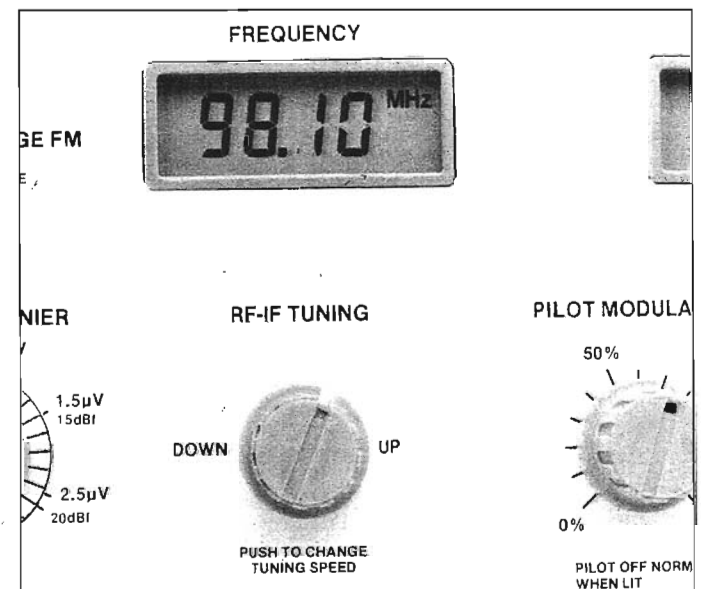 FREQUENCY
98.10 MHz
GE FM
E
NIER
RF-IF TUNING
PILOT MODULA
50%
1.5µV
15dBf
DOWN
UP
2.5µV
20dBf
0%
PUSH TO CHANGE
TUNING SPEED
PILOT OFF NORM
WHEN LIT